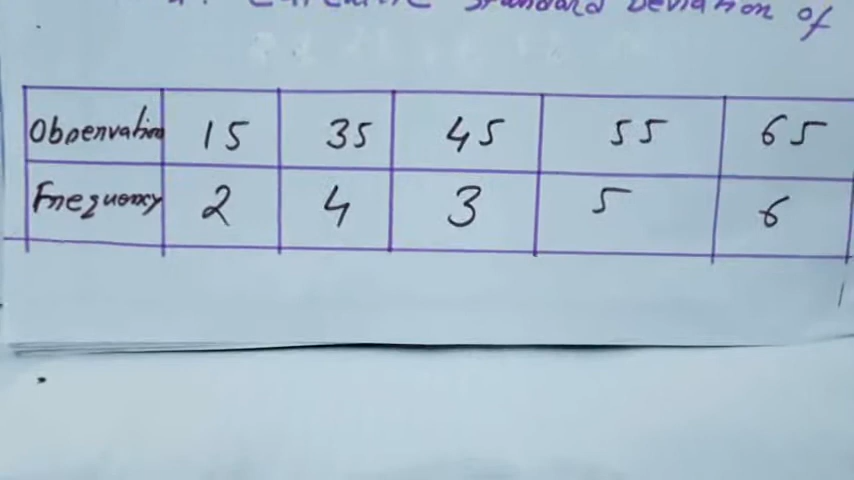 Standard Deviation of
Observation 15 35 45 55 65
Frequency 2 4 3 5 6